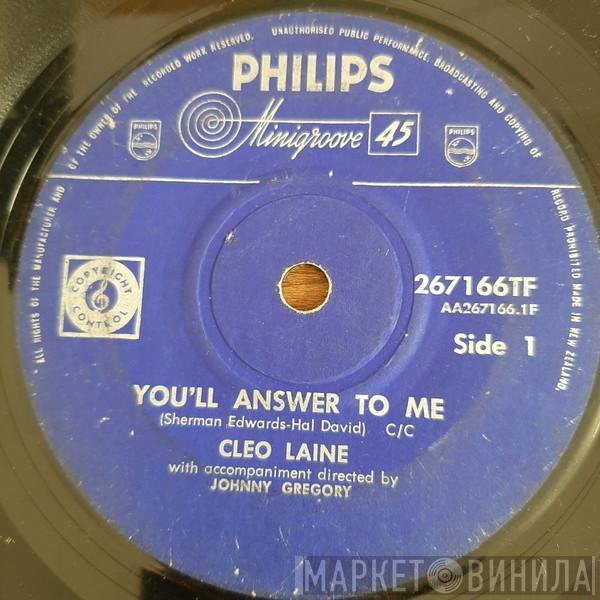 ALL RIGHTS OF THE MANUFACTURER AND OF THE OWNER OF THE RECORDED WORK RESERVED. UNAUTHORISED PUBLIC PERFORMANCE, BROADCASTING AND COPYING OF RECORD PROHIBITED MADE IN NEW ZEALAND.
PHILIPS
Minigroove 45
PHILIPS
PHILIPS
COPYRIGHT CONTROL
267166TF
AA267166.1F
Side 1
YOU'LL ANSWER TO ME
(Sherman Edwards-Hal David) C/C
CLEO LAINE
with accompaniment directed by
JOHNNY GREGORY
МАРКЕТ ВИНИЛА